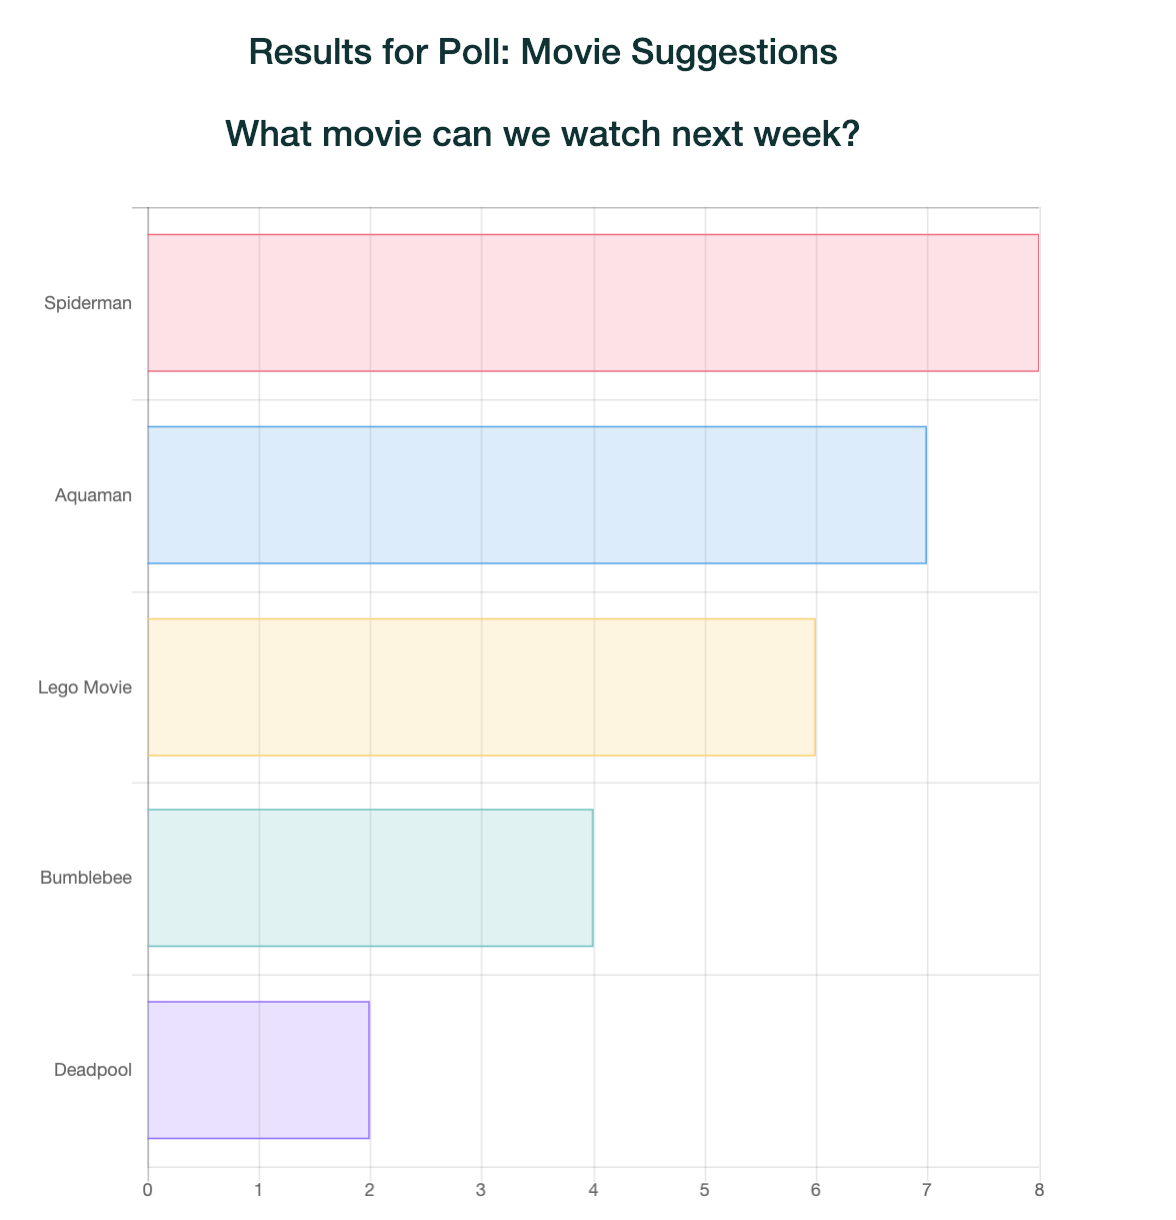 Results for Poll: Movie Suggestions
What movie can we watch next week?
Spiderman
Aquaman
Lego Movie
Bumblebee
Deadpool
0 1 2 3 4 5 6 7 8